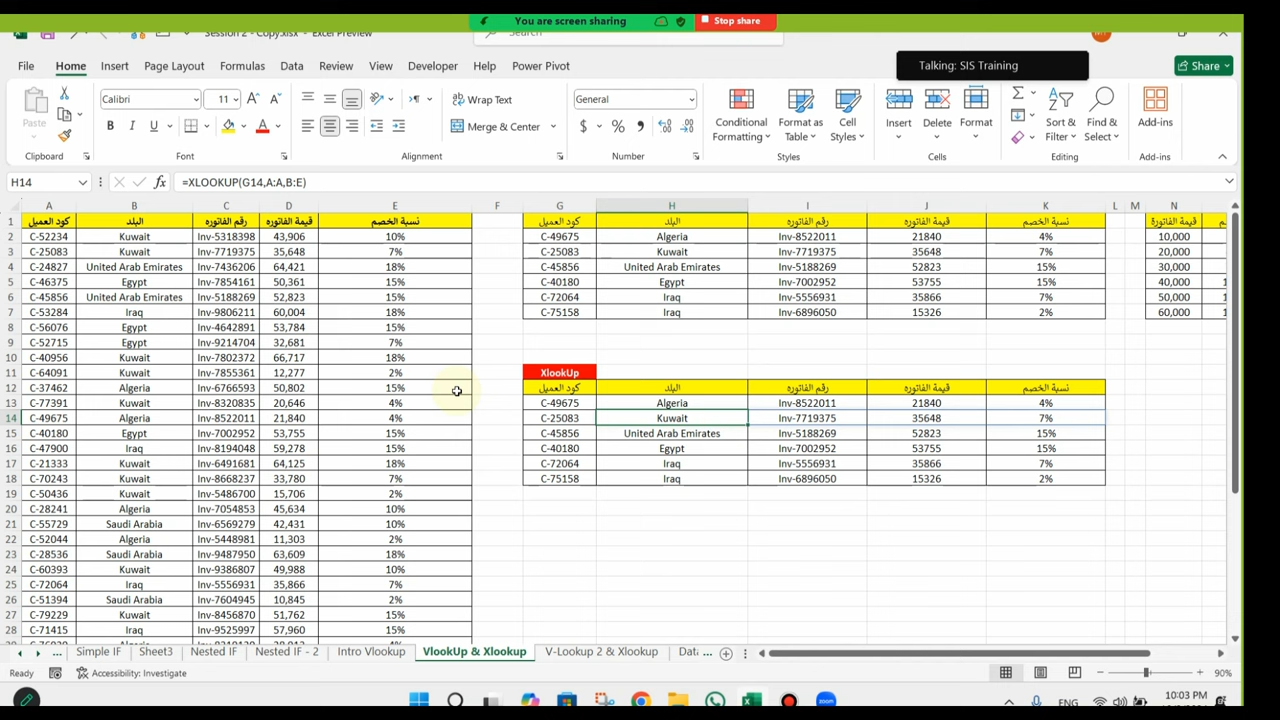 You are screen sharing
Stop share
Session 2 - Copy.xlsx - Excel Preview
Search
Talking: SIS Training
Home Insert Page Layout Formulas Data Review View Developer Help Power Pivot
Share
Paste
Calibri 11
Wrap Text
Merge & Center
General
Conditional Formatting
Format as Table
Cell Styles
Insert Delete Format
Sort & Filter
Find & Select
Add-ins
Clipboard Font Alignment Number Styles Cells Editing Add-ins
H14 =XLOOKUP(G14,A:A,B:E)
A B C D E F G H I J K L M N
1 كود العميل البلد رقم الفاتوره قيمة الفاتورة نسبة الخصم كود العميل البلد رقم الفاتوره قيمة الفاتورة نسبة الخصم قيمة الفاتورة
2 C-52234 Kuwait Inv-5318398 43,906 10% C-49675 Algeria Inv-8522011 21840 4% 10,000
3 C-25083 Kuwait Inv-7719375 35,648 7% C-25083 Kuwait Inv-7719375 35648 7% 20,000
4 C-24827 United Arab Emirates Inv-7436206 64,421 18% C-45856 United Arab Emirates Inv-5188269 52823 15% 30,000
5 C-46375 Egypt Inv-7854161 50,361 15% C-40180 Egypt Inv-7002952 53755 15% 40,000
6 C-45856 United Arab Emirates Inv-5188269 52,823 15% C-72064 Iraq Inv-5556931 35866 7% 50,000
7 C-53284 Iraq Inv-9806211 60,004 18% C-75158 Iraq Inv-6896050 15326 2% 60,000
8 C-56076 Egypt Inv-4642891 53,784 15%
9 C-52715 Egypt Inv-9214704 32,681 7%
10 C-40956 Kuwait Inv-7802372 66,717 18%
11 C-64091 Kuwait Inv-7855361 12,277 2% XlookUp
12 C-37462 Algeria Inv-6766593 50,802 15% كود العميل البلد رقم الفاتوره قيمة الفاتورة نسبة الخصم
13 C-77391 Kuwait Inv-8320835 20,646 4% C-49675 Algeria Inv-8522011 21840 4%
14 C-49675 Algeria Inv-8522011 21,840 4% C-25083 Kuwait Inv-7719375 35648 7%
15 C-40180 Egypt Inv-7002952 53,755 15% C-45856 United Arab Emirates Inv-5188269 52823 15%
16 C-47900 Iraq Inv-8194048 59,278 15% C-40180 Egypt Inv-7002952 53755 15%
17 C-21333 Kuwait Inv-6491681 64,125 18% C-72064 Iraq Inv-5556931 35866 7%
18 C-70243 Kuwait Inv-8668237 33,780 7% C-75158 Iraq Inv-6896050 15326 2%
19 C-50436 Kuwait Inv-5486700 15,706 2%
20 C-28241 Algeria Inv-7054853 45,634 10%
21 C-55729 Saudi Arabia Inv-6569279 42,431 10%
22 C-52044 Algeria Inv-5448981 11,303 2%
23 C-28536 Saudi Arabia Inv-9487950 63,609 18%
24 C-60393 Kuwait Inv-9386807 49,988 10%
25 C-72064 Iraq Inv-5556931 35,866 7%
26 C-51394 Saudi Arabia Inv-7604945 10,845 2%
27 C-79229 Kuwait Inv-8456870 51,762 15%
28 C-71415 Iraq Inv-9525997 57,960 15%
... Simple IF Sheet3 Nested IF Nested IF - 2 Intro Vlookup VlookUp & Xlookup V-Lookup 2 & Xlookup Dat ...
Ready Accessibility: Investigate 90%
ENG 10:03 PM